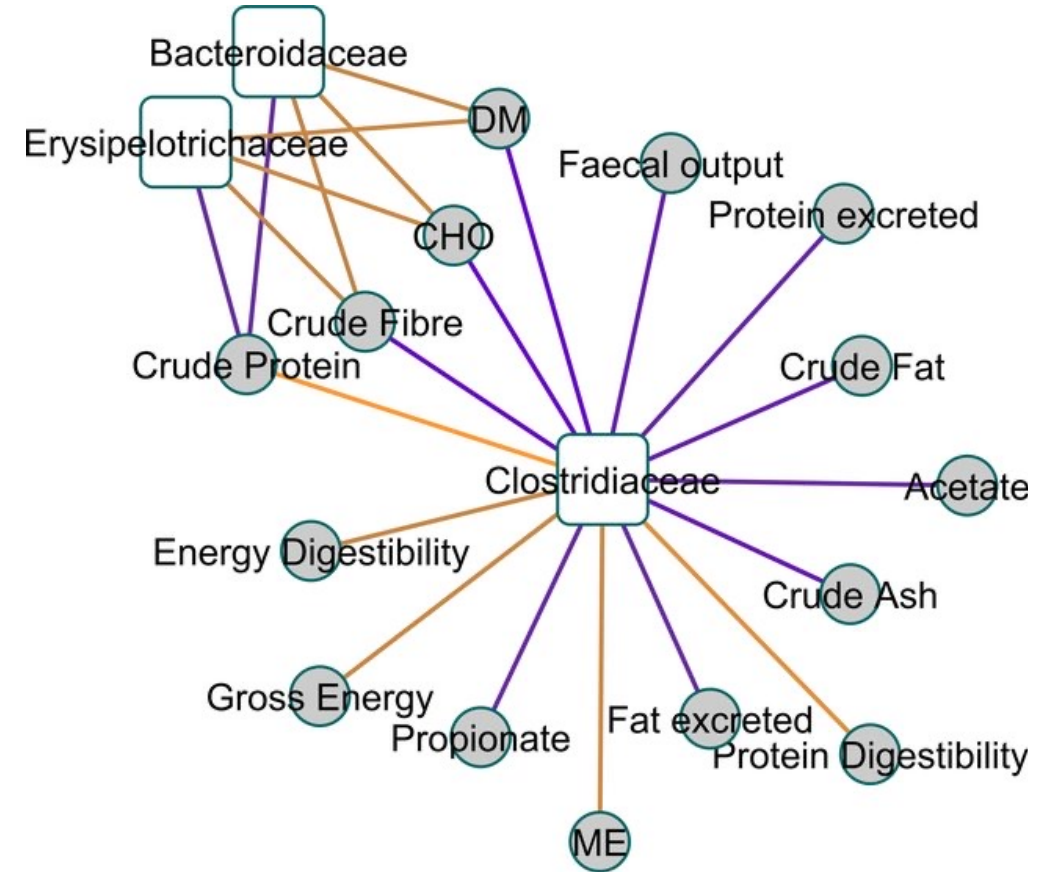 Bacteroidaceae
DM
Erysipelotrichaceae
Faecal output
Protein excreted
CHO
Crude Fibre
Crude Protein
Crude Fat
Clostridiaceae
Acetate
Energy Digestibility
Crude Ash
Gross Energy
Fat excreted
Propionate
Protein Digestibility
ME